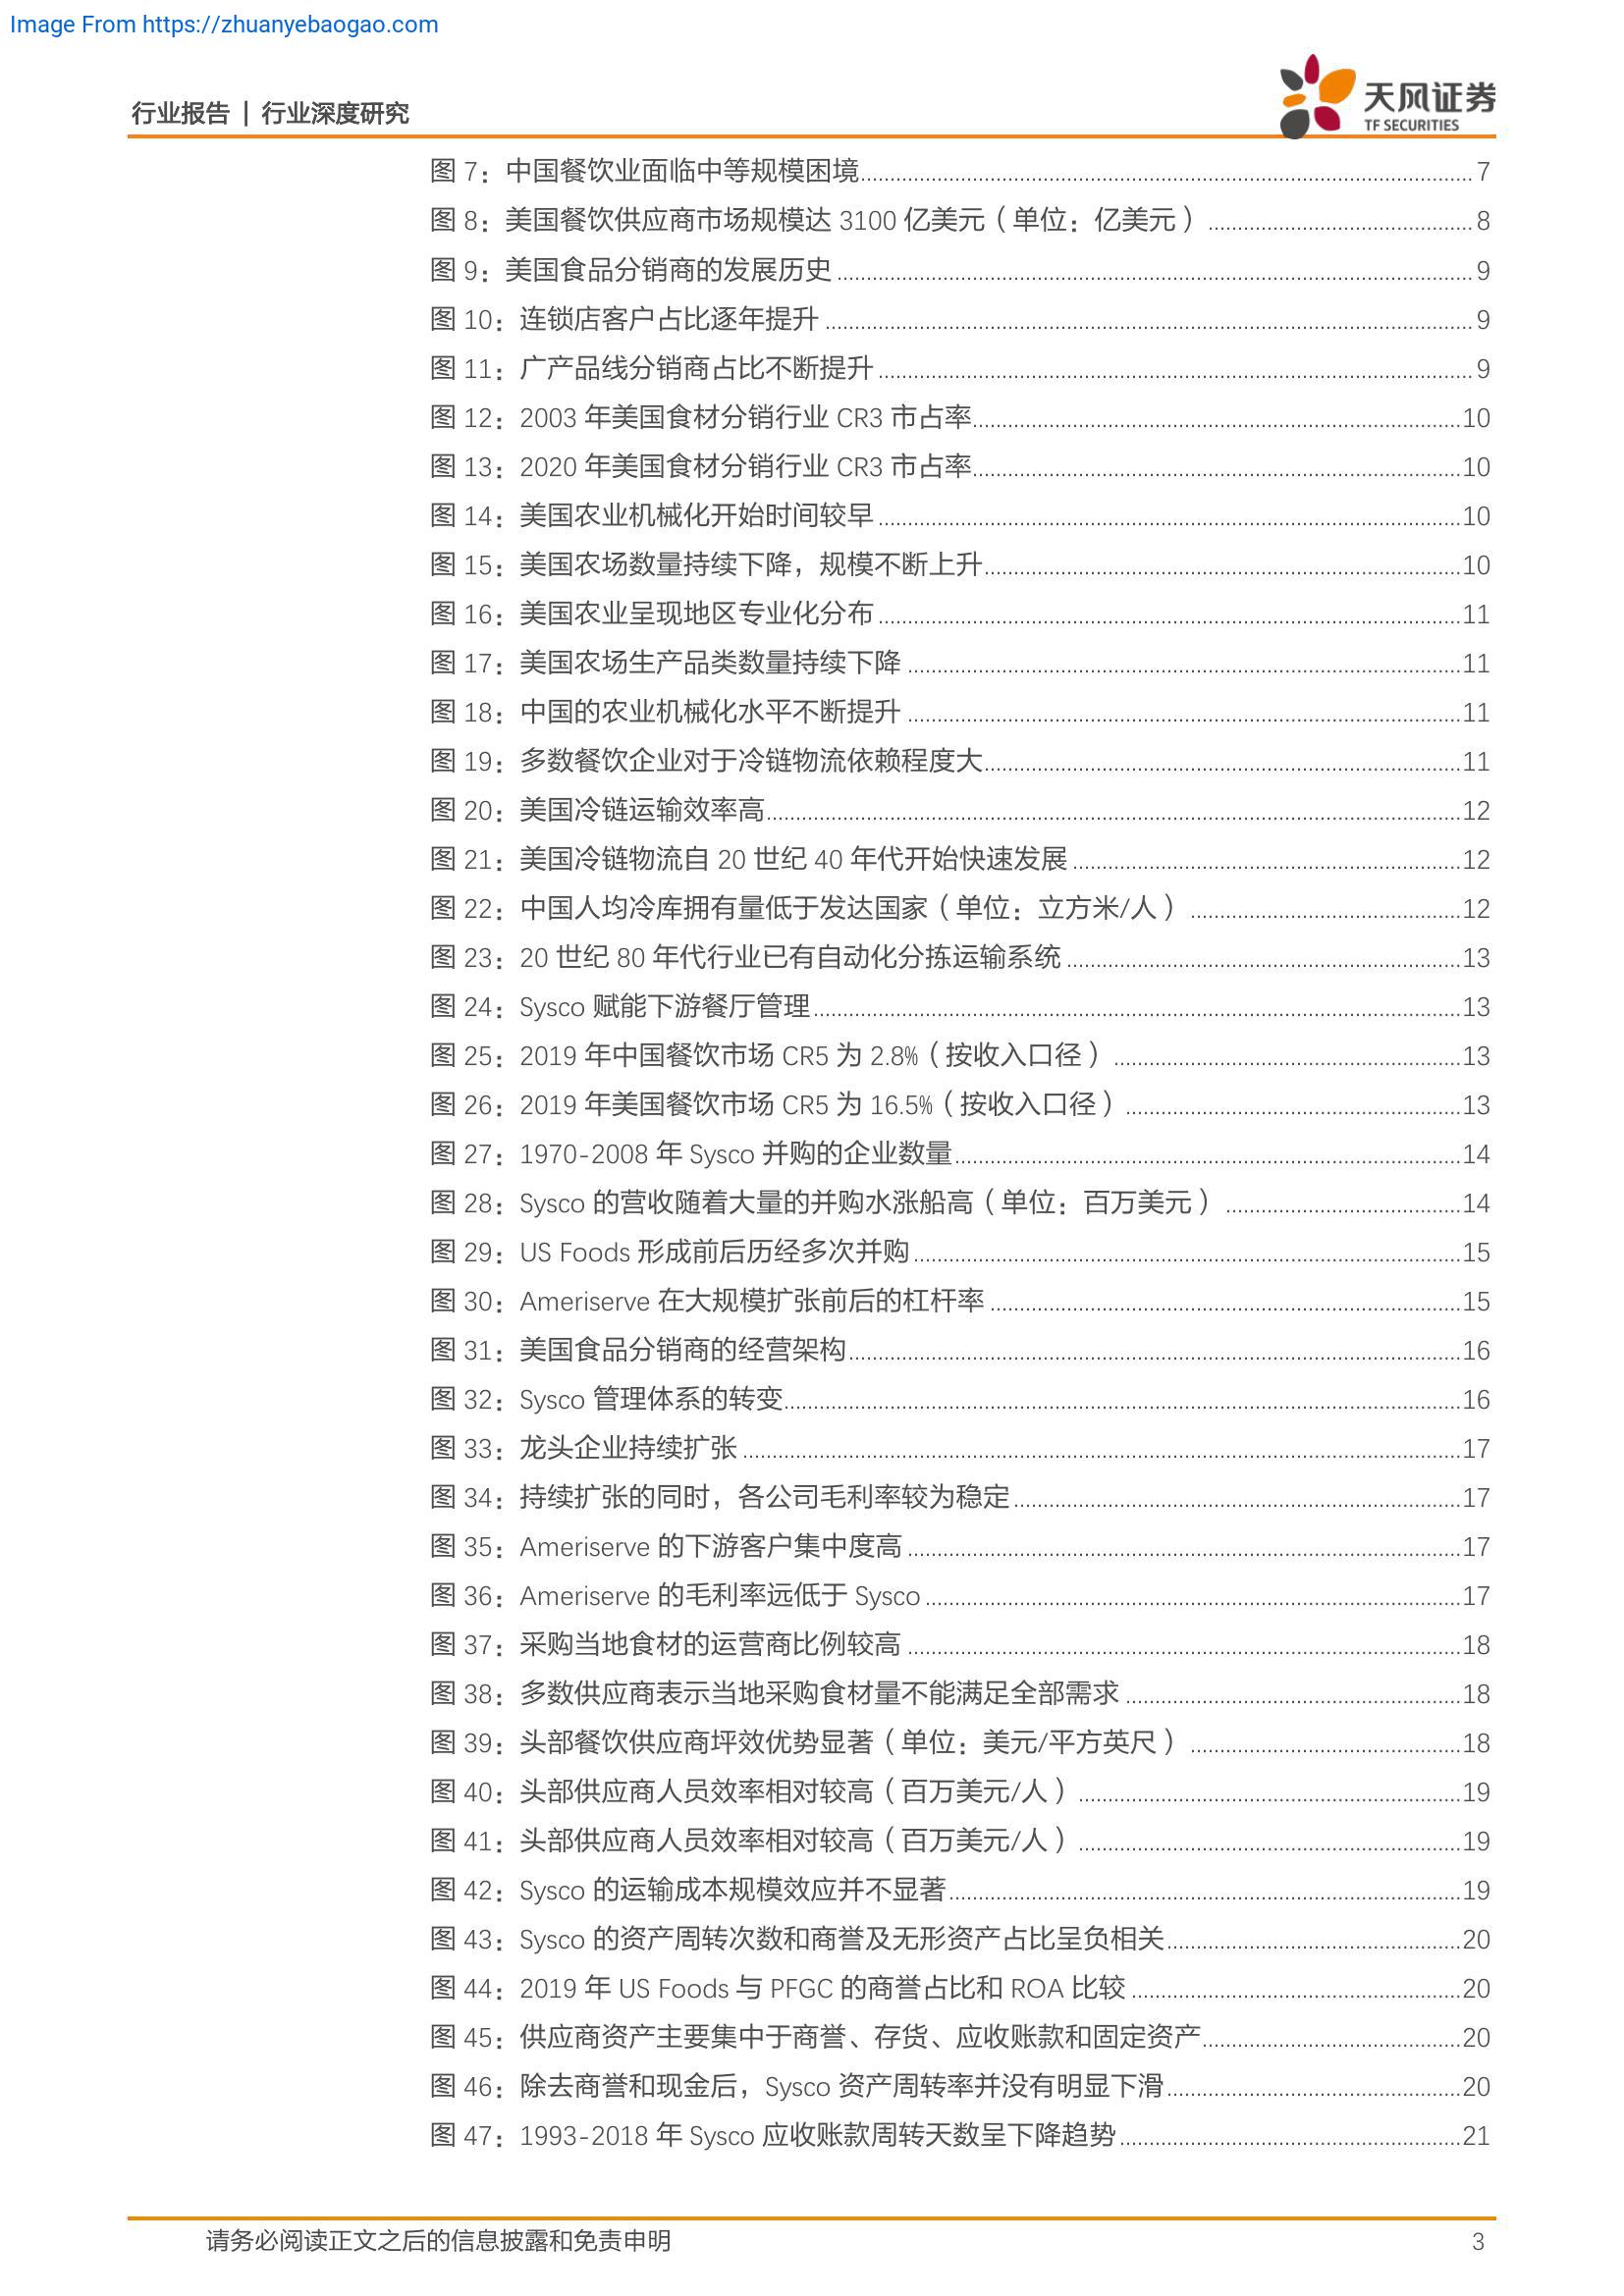 Image From https://zhuanyebaogao.com
行业报告 | 行业深度研究
天风证券
TF SECURITIES
图 7：中国餐饮业面临中等规模困境 7
图 8：美国餐饮供应商市场规模达 3100 亿美元（单位：亿美元） 8
图 9：美国食品分销商的发展历史 9
图 10：连锁店客户占比逐年提升 9
图 11：广产品线分销商占比不断提升 9
图 12：2003 年美国食材分销行业 CR3 市占率 10
图 13：2020 年美国食材分销行业 CR3 市占率 10
图 14：美国农业机械化开始时间较早 10
图 15：美国农场数量持续下降，规模不断上升 10
图 16：美国农业呈现地区专业化分布 11
图 17：美国农场生产品类数量持续下降 11
图 18：中国的农业机械化水平不断提升 11
图 19：多数餐饮企业对于冷链物流依赖程度大 11
图 20：美国冷链运输效率高 12
图 21：美国冷链物流自 20 世纪 40 年代开始快速发展 12
图 22：中国人均冷库拥有量低于发达国家（单位：立方米/人） 12
图 23：20 世纪 80 年代行业已有自动化分拣运输系统 13
图 24：Sysco 赋能下游餐厅管理 13
图 25：2019 年中国餐饮市场 CR5 为 2.8%（按收入口径） 13
图 26：2019 年美国餐饮市场 CR5 为 16.5%（按收入口径） 13
图 27：1970-2008 年 Sysco 并购的企业数量 14
图 28：Sysco 的营收随着大量的并购水涨船高（单位：百万美元） 14
图 29：US Foods 形成前后历经多次并购 15
图 30：Ameriserve 在大规模扩张前后的杠杆率 15
图 31：美国食品分销商的经营架构 16
图 32：Sysco 管理体系的转变 16
图 33：龙头企业持续扩张 17
图 34：持续扩张的同时，各公司毛利率较为稳定 17
图 35：Ameriserve 的下游客户集中度高 17
图 36：Ameriserve 的毛利率远低于 Sysco 17
图 37：采购当地食材的运营商比例较高 18
图 38：多数供应商表示当地采购食材量不能满足全部需求 18
图 39：头部餐饮供应商坪效优势显著（单位：美元/平方英尺） 18
图 40：头部供应商人员效率相对较高（百万美元/人） 19
图 41：头部供应商人员效率相对较高（百万美元/人） 19
图 42：Sysco 的运输成本规模效应并不显著 19
图 43：Sysco 的资产周转次数和商誉及无形资产占比呈负相关 20
图 44：2019 年 US Foods 与 PFGC 的商誉占比和 ROA 比较 20
图 45：供应商资产主要集中于商誉、存货、应收账款和固定资产 20
图 46：除去商誉和现金后，Sysco 资产周转率并没有明显下滑 20
图 47：1993-2018 年 Sysco 应收账款周转天数呈下降趋势 21
请务必阅读正文之后的信息披露和免责申明 3